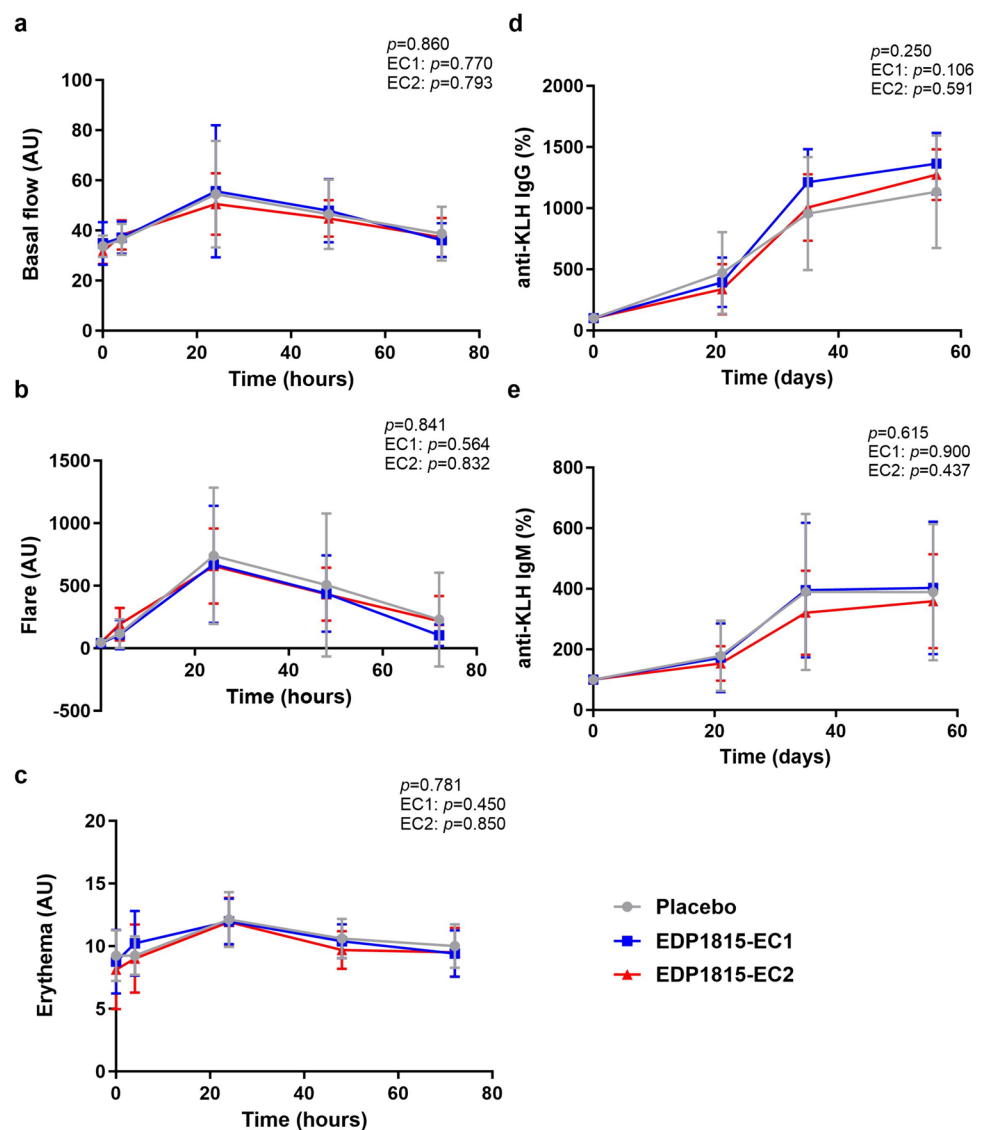 a
p=0.860
EC1: p=0.770
EC2: p=0.793
100
80
60
40
20
0
Basal flow (AU)
0 20 40 60 80
Time (hours)
b
p=0.841
EC1: p=0.564
EC2: p=0.832
1500
1000
500
0
-500
Flare (AU)
20 40 60 80
Time (hours)
c
p=0.781
EC1: p=0.450
EC2: p=0.850
20
15
10
5
0
Erythema (AU)
0 20 40 60 80
Time (hours)
d
p=0.250
EC1: p=0.106
EC2: p=0.591
2000
1500
1000
500
0
anti-KLH IgG (%)
0 20 40 60
Time (days)
e
p=0.615
EC1: p=0.900
EC2: p=0.437
800
600
400
200
0
anti-KLH IgM (%)
0 20 40 60
Time (days)
Placebo
EDP1815-EC1
EDP1815-EC2